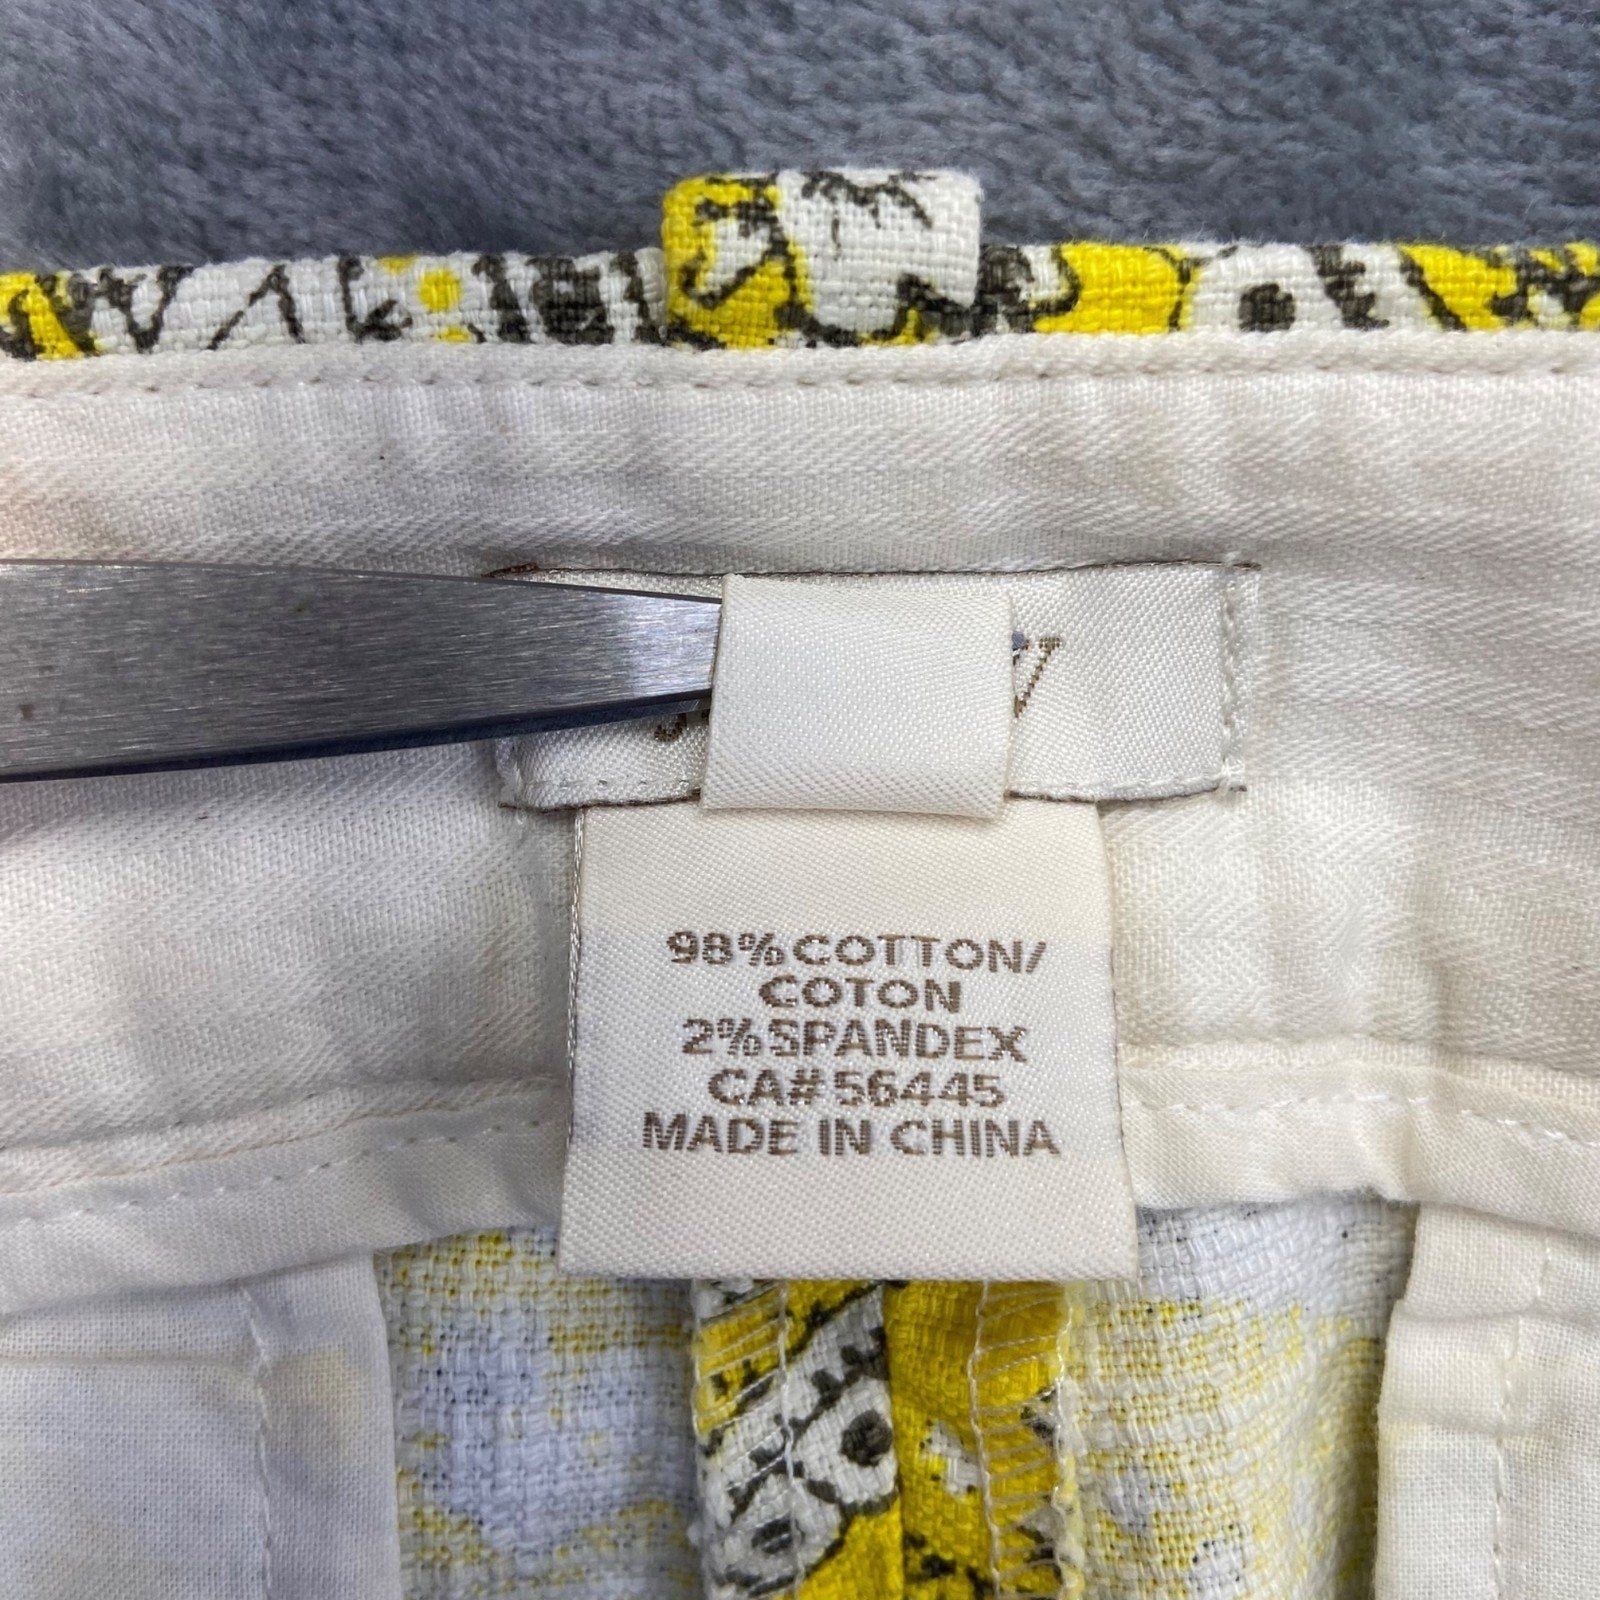 98% COTTON/
COTON
2% SPANDEX
CA# 56445
MADE IN CHINA